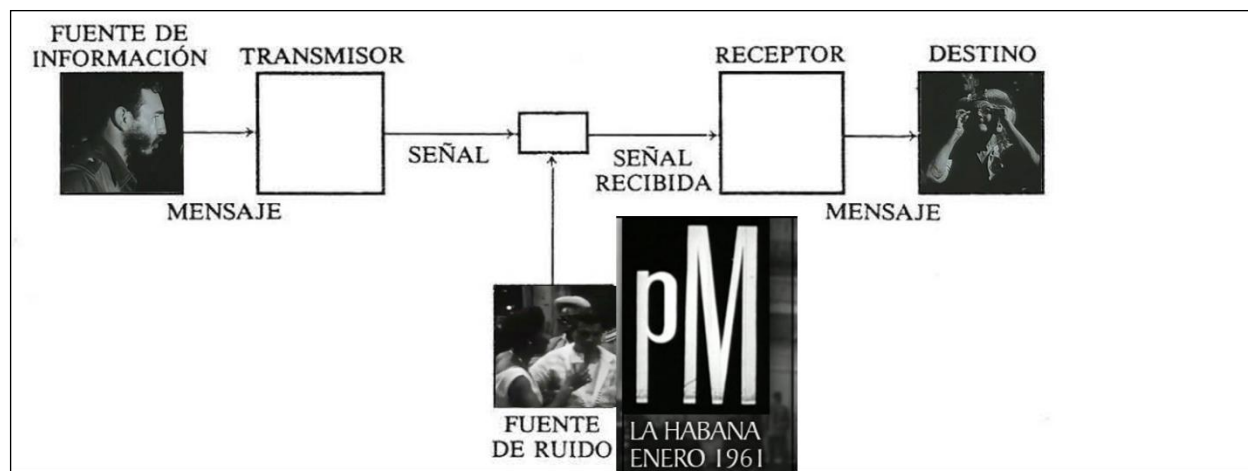 FUENTE DE
INFORMACIÓN
TRANSMISOR
RECEPTOR
DESTINO
SEÑAL
SEÑAL
RECIBIDA
MENSAJE
MENSAJE
FUENTE
DE RUIDO
pM
LA HABANA
ENERO 1961